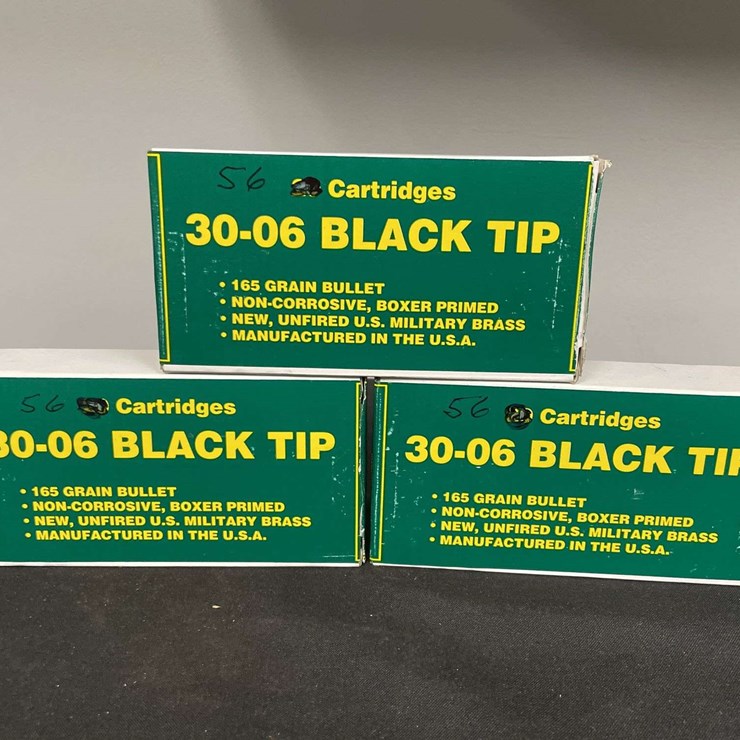 56 Cartridges
30-06 BLACK TIP
• 165 GRAIN BULLET
• NON-CORROSIVE, BOXER PRIMED
• NEW, UNFIRED U.S. MILITARY BRASS
• MANUFACTURED IN THE U.S.A.
56 Cartridges
30-06 BLACK TIP
• 165 GRAIN BULLET
• NON-CORROSIVE, BOXER PRIMED
• NEW, UNFIRED U.S. MILITARY BRASS
• MANUFACTURED IN THE U.S.A.
56 Cartridges
30-06 BLACK TIP
• 165 GRAIN BULLET
• NON-CORROSIVE, BOXER PRIMED
• NEW, UNFIRED U.S. MILITARY BRASS
• MANUFACTURED IN THE U.S.A.